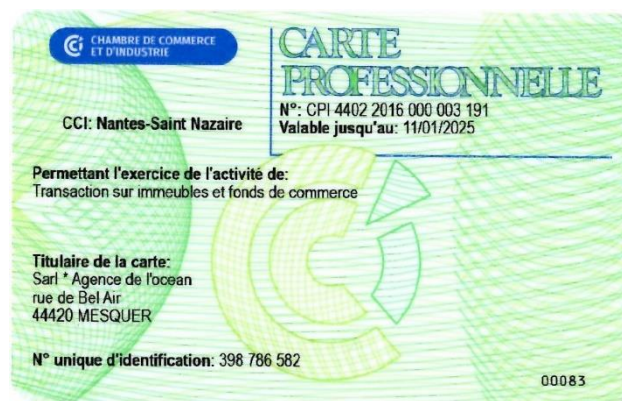 CHAMBRE DE COMMERCE
ET D'INDUSTRIE
CARTE
PROFESSIONNELLE
N°: CPI 4402 2016 000 003 191
CCI: Nantes-Saint Nazaire
Valable jusqu'au: 11/01/2025
Permettant l'exercice de l'activité de:
Transaction sur immeubles et fonds de commerce
Titulaire de la carte:
Sarl * Agence de l'ocean
rue de Bel Air
44420 MESQUER
N° unique d'identification: 398 786 582
00083